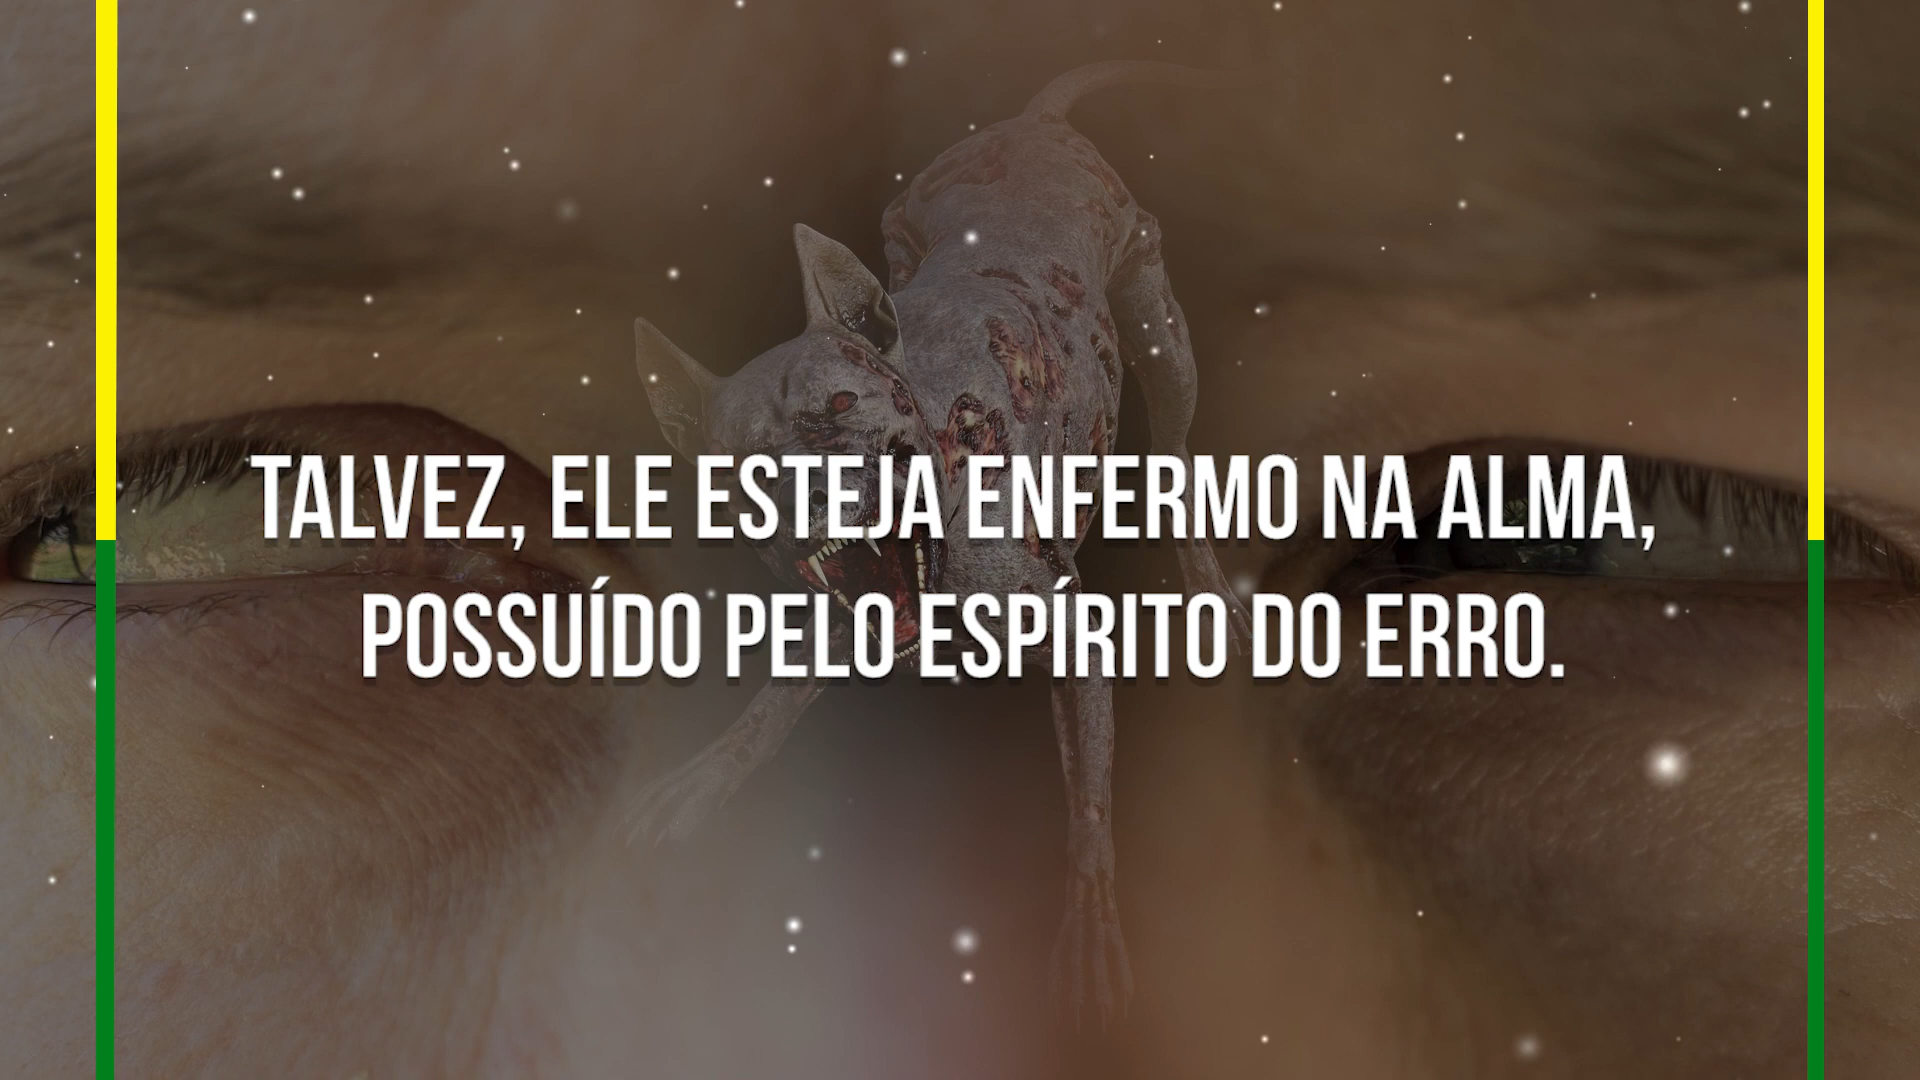 TALVEZ, ELE ESTEJA ENFERMO NA ALMA,
POSSUÍDO PELO ESPÍRITO DO ERRO.